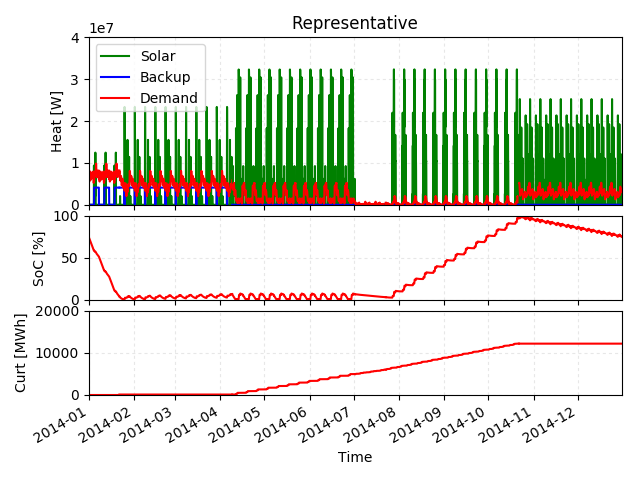 Representative
1e7
4
3
2
1
0
Heat [W]
Solar
Backup
Demand
100
50
0
SoC [%]
20000
10000
0
Curt [MWh]
2014-01
2014-02
2014-03
2014-04
2014-05
2014-06
2014-07
2014-08
2014-09
2014-10
2014-11
2014-12
Time